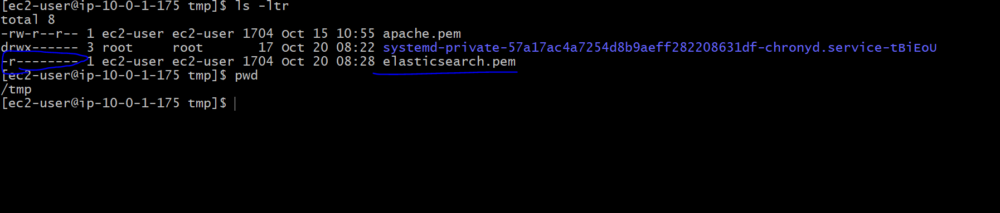 [ec2-user@ip-10-0-1-175 tmp]$ ls -ltr
total 8
-rw-r--r-- 1 ec2-user ec2-user 1704 Oct 15 10:55 apache.pem
drwx------ 3 root     root       17 Oct 20 08:22 systemd-private-57a17ac4a7254d8b9aeff282208631df-chronyd.service-tBiEoU
-r-------- 1 ec2-user ec2-user 1704 Oct 20 08:28 elasticsearch.pem
[ec2-user@ip-10-0-1-175 tmp]$ pwd
/tmp
[ec2-user@ip-10-0-1-175 tmp]$